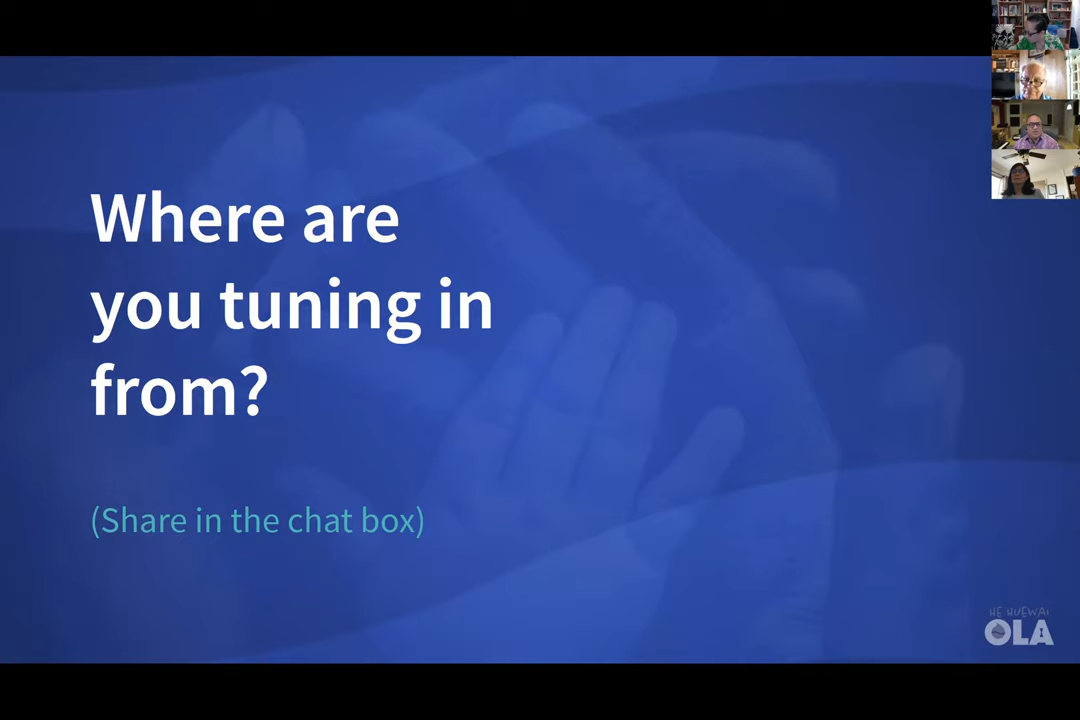 Where are
you tuning in
from?
(Share in the chat box)
HE HUEWAI
OLA